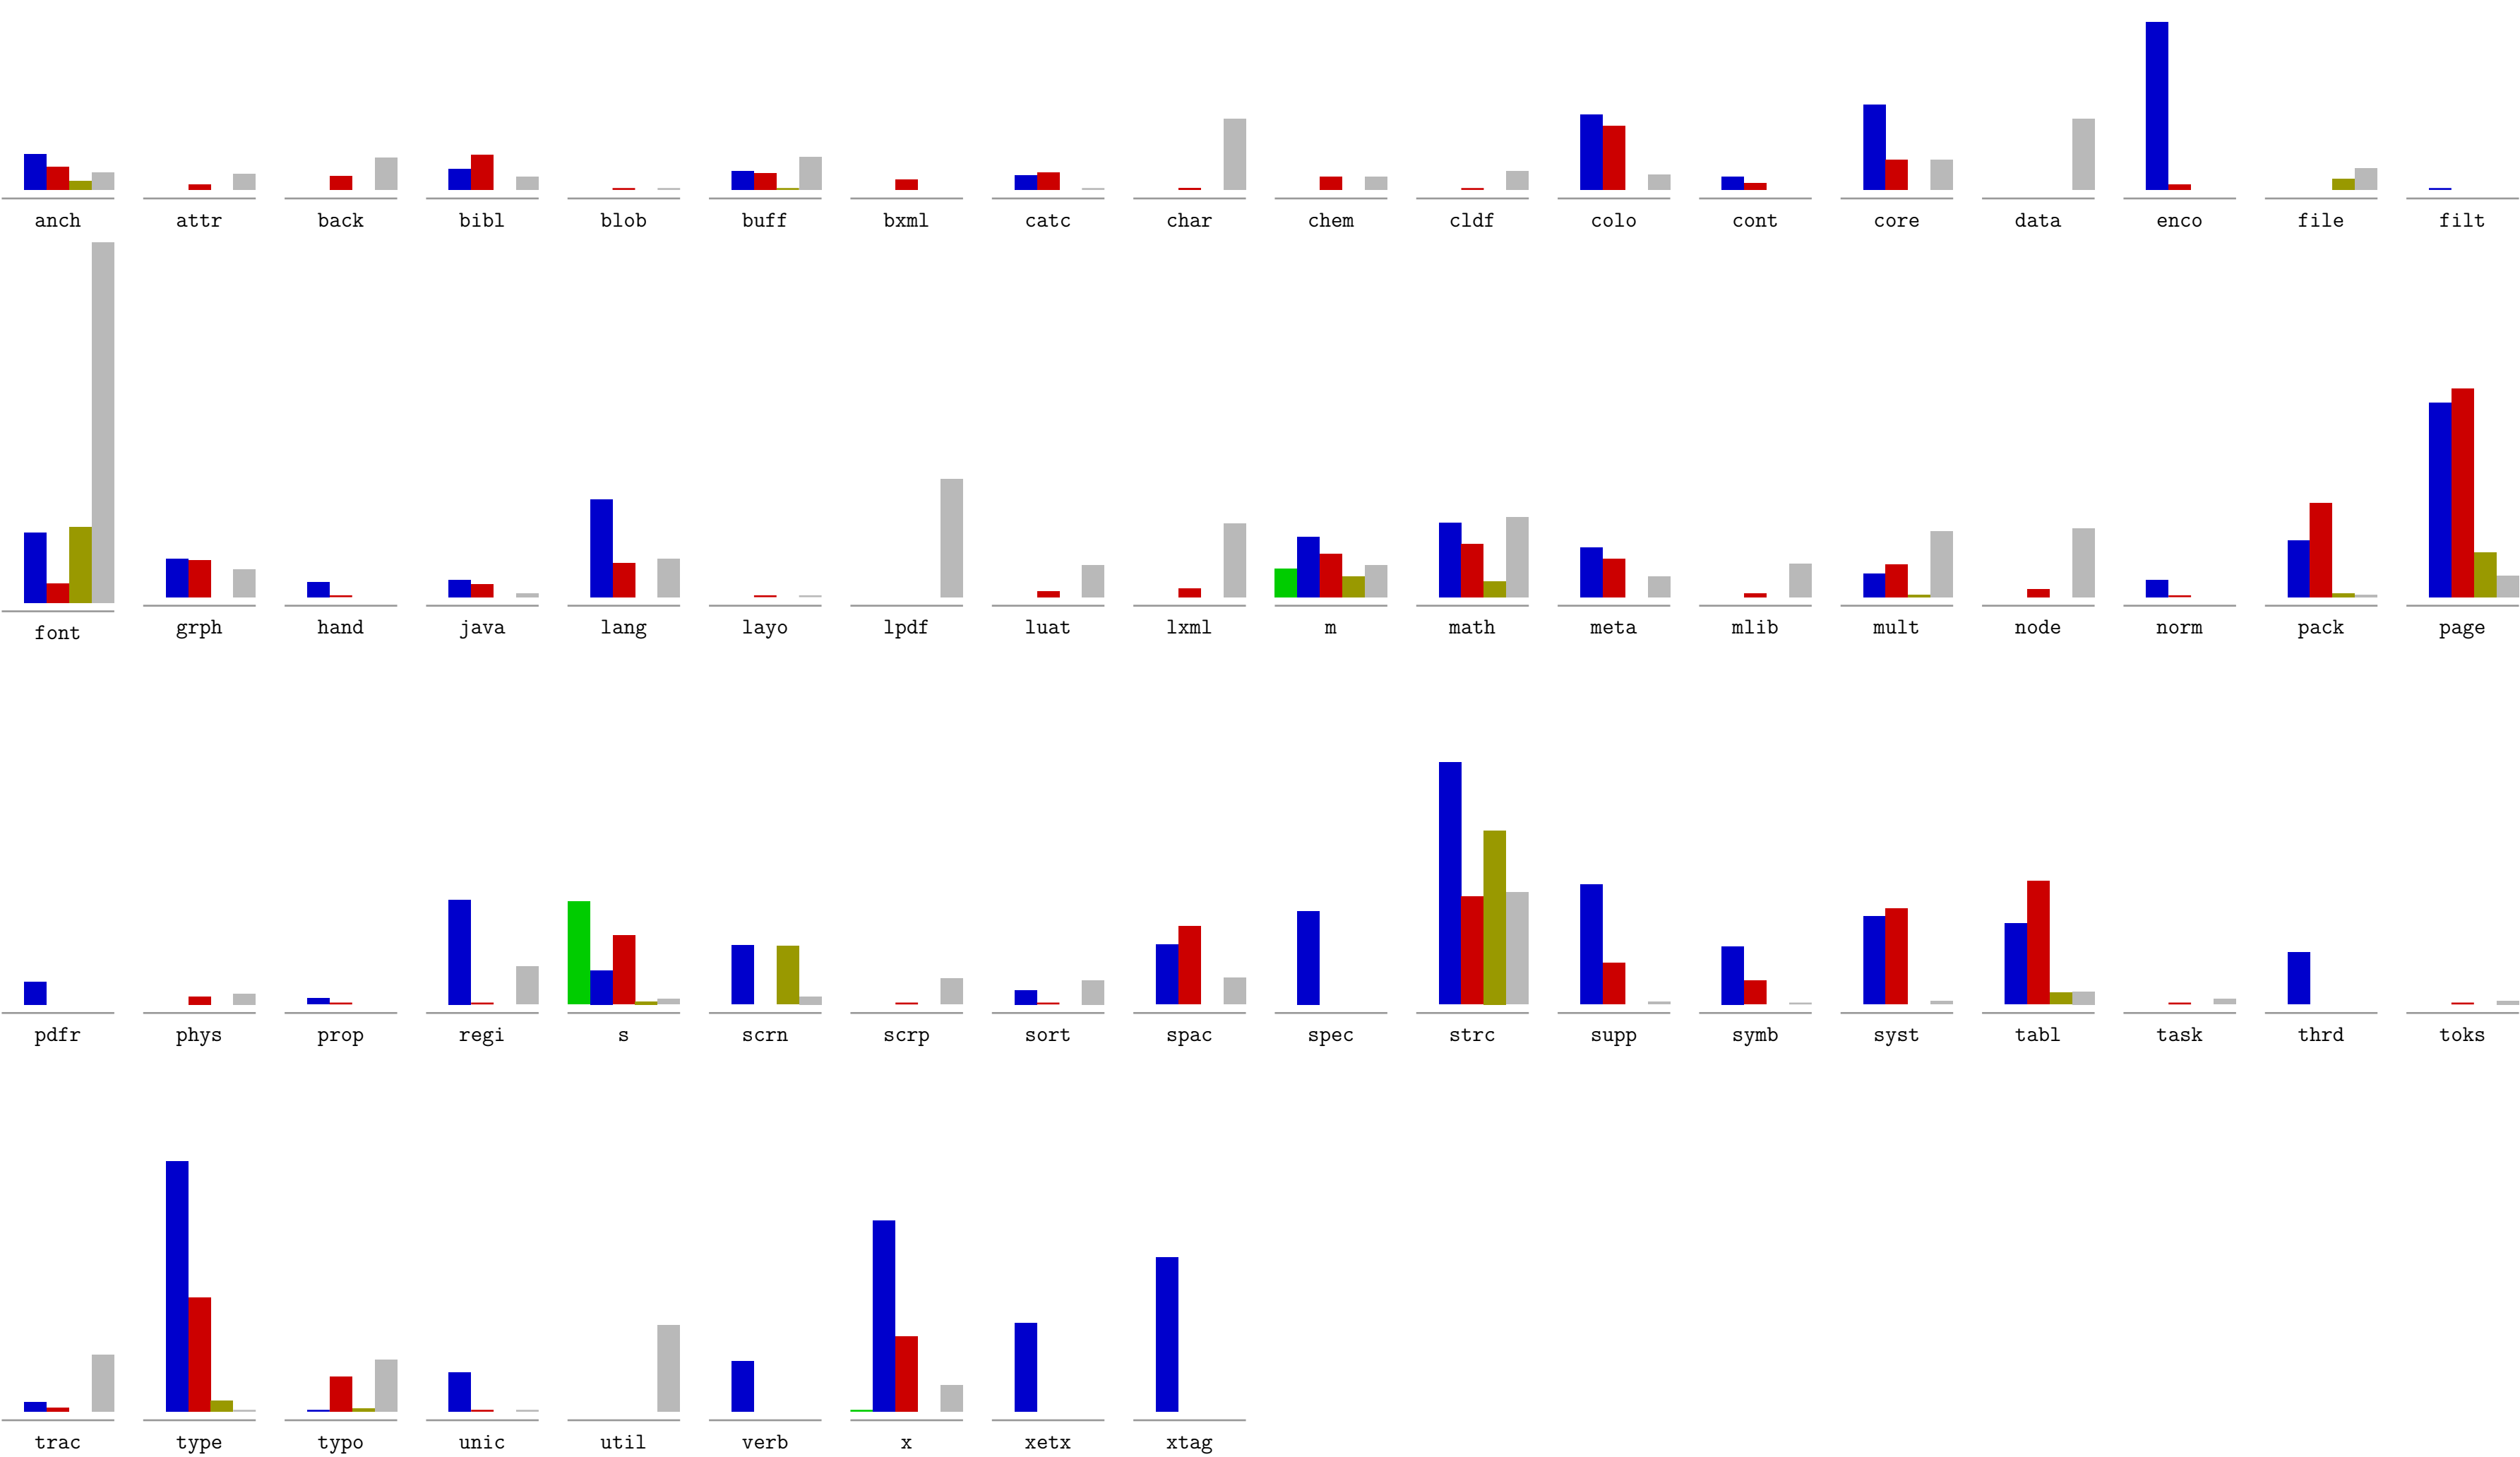 anch attr back bibl blob buff bxml catc char chem cldf colo cont core data enco file filt
font grph hand java lang layo lpdf luat lxml m math meta mlib mult node norm pack page
pdfr phys prop regi s scrn scrp sort spac spec strc supp symb syst tabl task thrd toks
trac type typo unic util verb x xetx xtag